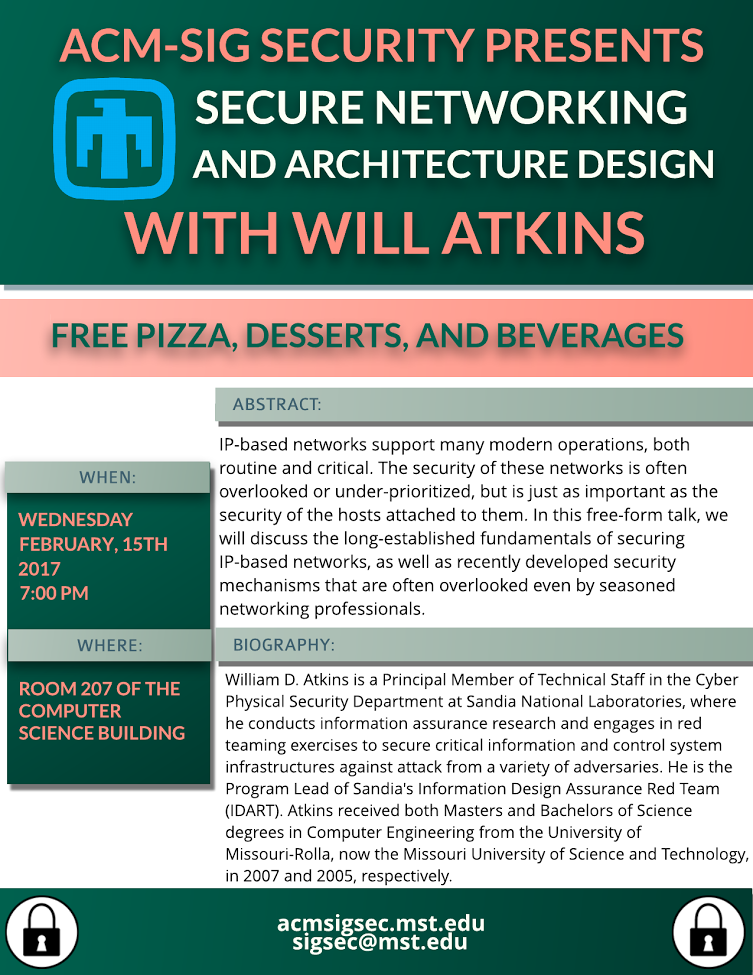 ACM-SIG SECURITY PRESENTS
SECURE NETWORKING
AND ARCHITECTURE DESIGN
WITH WILL ATKINS
FREE PIZZA, DESSERTS, AND BEVERAGES
WHEN:
WEDNESDAY
FEBRUARY, 15TH
2017
7:00 PM
WHERE:
ROOM 207 OF THE
COMPUTER
SCIENCE BUILDING
ABSTRACT:
IP-based networks support many modern operations, both
routine and critical. The security of these networks is often
overlooked or under-prioritized, but is just as important as the
security of the hosts attached to them. In this free-form talk, we
will discuss the long-established fundamentals of securing
IP-based networks, as well as recently developed security
mechanisms that are often overlooked even by seasoned
networking professionals.
BIOGRAPHY:
William D. Atkins is a Principal Member of Technical Staff in the Cyber
Physical Security Department at Sandia National Laboratories, where
he conducts information assurance research and engages in red
teaming exercises to secure critical information and control system
infrastructures against attack from a variety of adversaries. He is the
Program Lead of Sandia's Information Design Assurance Red Team
(IDART). Atkins received both Masters and Bachelors of Science
degrees in Computer Engineering from the University of
Missouri-Rolla, now the Missouri University of Science and Technology,
in 2007 and 2005, respectively.
acmsigsec.mst.edu
sigsec@mst.edu